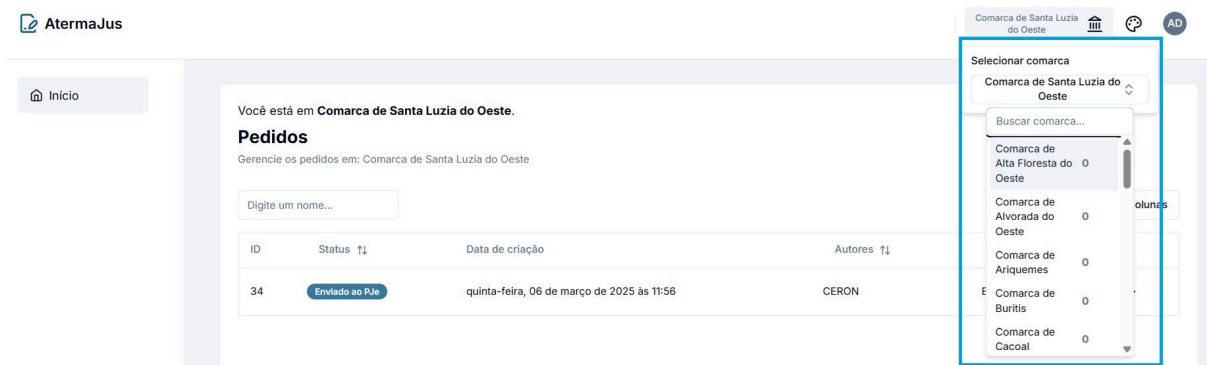 AtermaJus
Comarca de Santa Luzia
do Oeste
AD
Selecionar comarca
Comarca de Santa Luzia do
Oeste
Início
Você está em Comarca de Santa Luzia do Oeste.
Pedidos
Gerencie os pedidos em: Comarca de Santa Luzia do Oeste
Buscar comarca...
Comarca de
Alta Floresta do 0
Oeste
Comarca de
Alvorada do 0
Oeste
Comarca de
Ariquemes 0
Comarca de
Buritis 0
Comarca de
Cacoal 0
Digite um nome...
olunas
ID Status Data de criação Autores
34 Enviado ao PJe quinta-feira, 06 de março de 2025 às 11:56 CERON